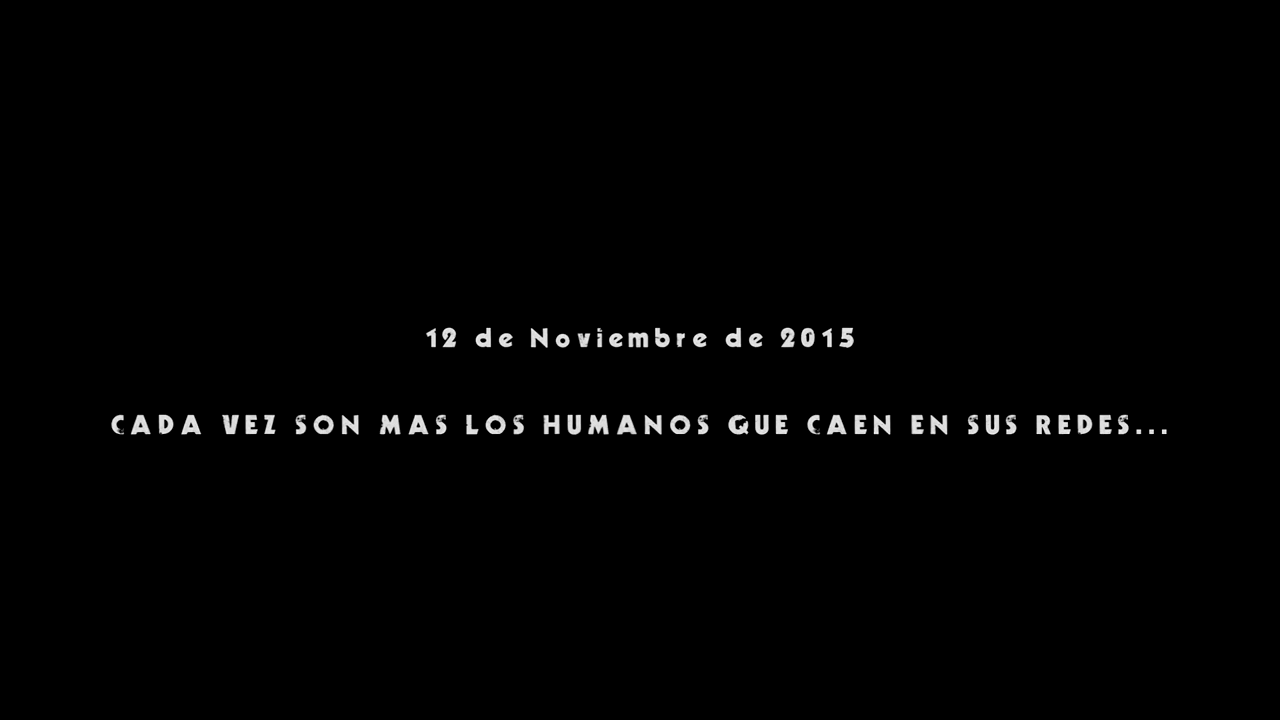 12 de Noviembre de 2015
CADA VEZ SON MAS LOS HUMANOS QUE CAEN EN SUS REDES...